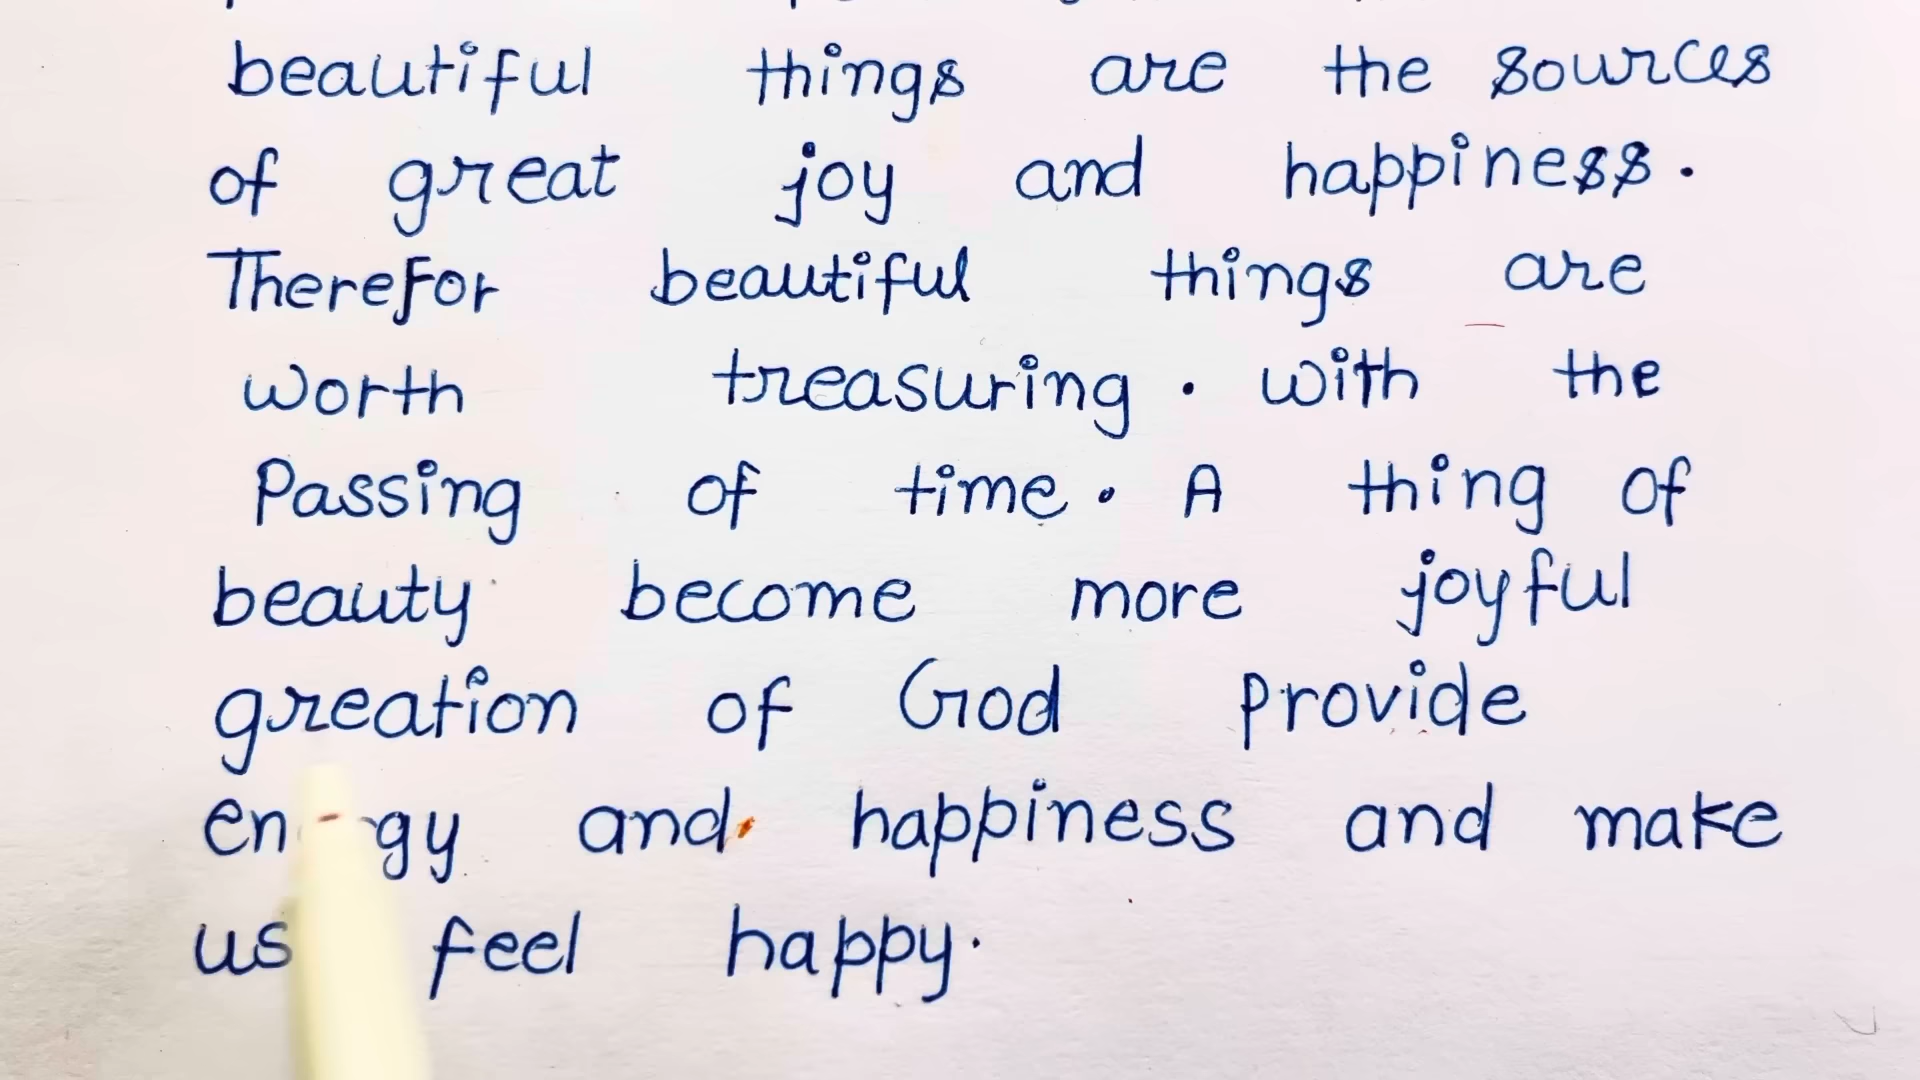 beautiful things are the sources
of great joy and happiness.
Therefor beautiful things are
worth treasuring. with the
Passing of time. A thing of
beauty become more joyful
greation of God provide
and happiness and make
us feel happy.